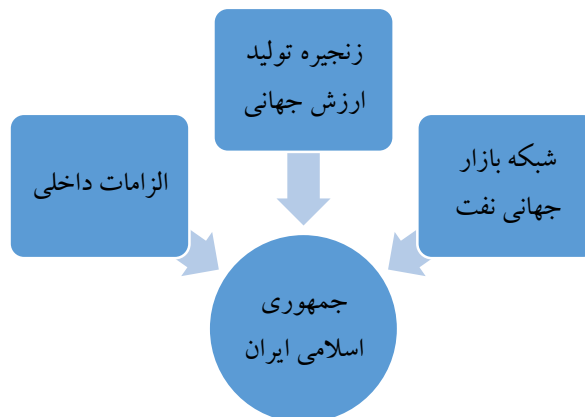 زنجیره تولید
ارزش جهانی
شبکه بازار
جهانی نفت
الزامات داخلی
جمهوری
اسلامی ایران